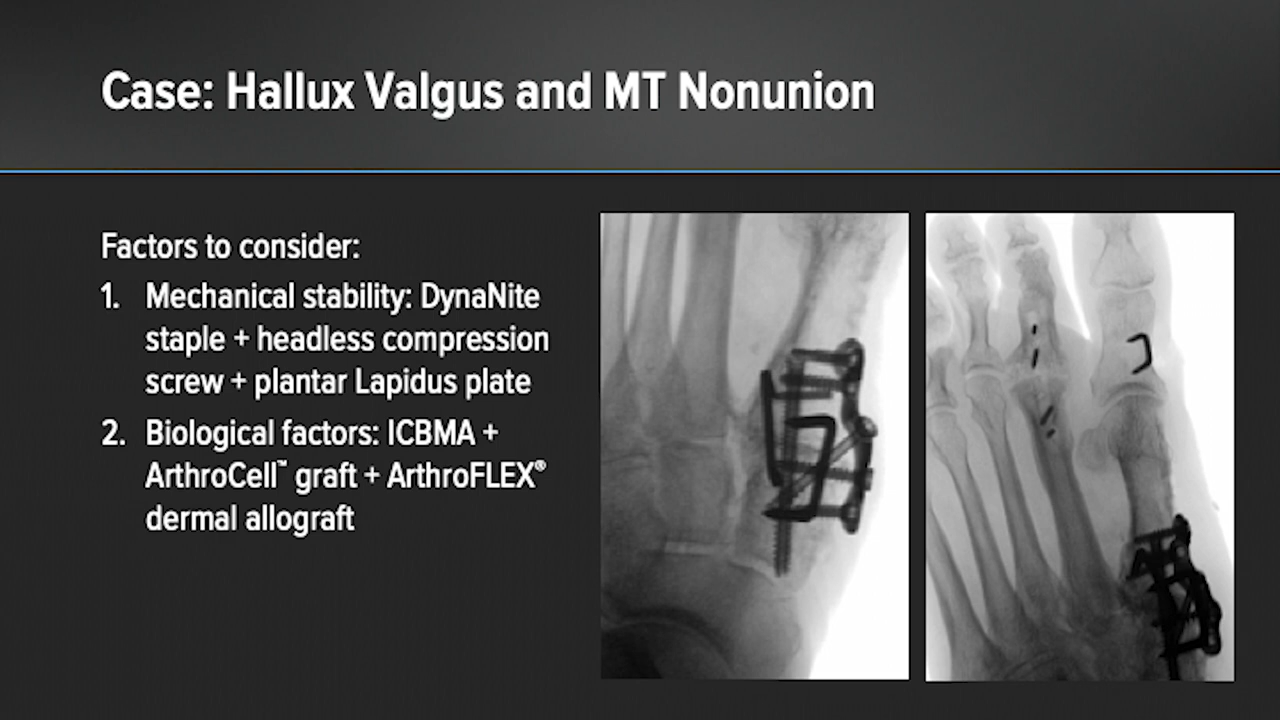 Case: Hallux Valgus and MT Nonunion
Factors to consider:
1. Mechanical stability: DynaNite
staple + headless compression
screw + plantar Lapidus plate
2. Biological factors: ICBMA +
ArthroCell™ graft + ArthroFLEX®
dermal allograft